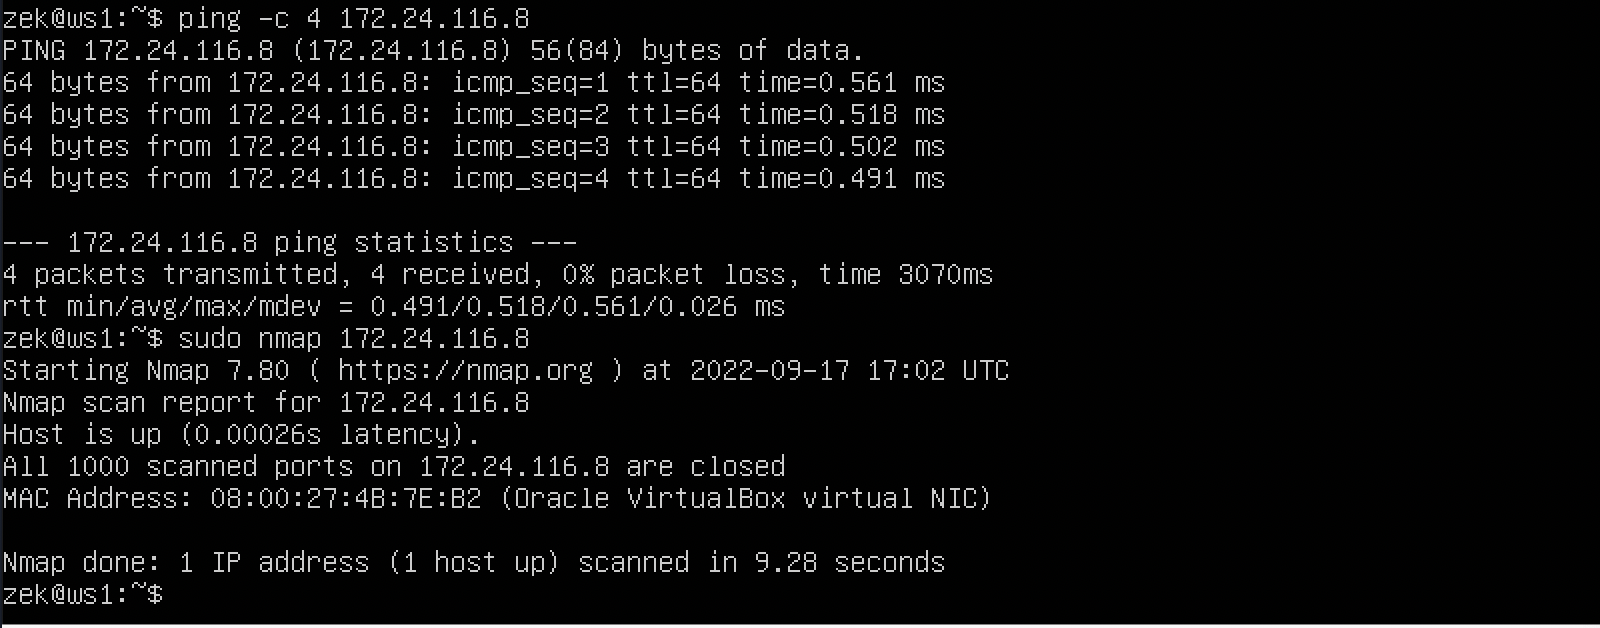 zek@ws1:~$ ping -c 4 172.24.116.8
PING 172.24.116.8 (172.24.116.8) 56(84) bytes of data.
64 bytes from 172.24.116.8: icmp_seq=1 ttl=64 time=0.561 ms
64 bytes from 172.24.116.8: icmp_seq=2 ttl=64 time=0.518 ms
64 bytes from 172.24.116.8: icmp_seq=3 ttl=64 time=0.502 ms
64 bytes from 172.24.116.8: icmp_seq=4 ttl=64 time=0.491 ms

--- 172.24.116.8 ping statistics ---
4 packets transmitted, 4 received, 0% packet loss, time 3070ms
rtt min/avg/max/mdev = 0.491/0.518/0.561/0.026 ms
zek@ws1:~$ sudo nmap 172.24.116.8
Starting Nmap 7.80 ( https://nmap.org ) at 2022-09-17 17:02 UTC
Nmap scan report for 172.24.116.8
Host is up (0.00026s latency).
All 1000 scanned ports on 172.24.116.8 are closed
MAC Address: 08:00:27:4B:7E:B2 (Oracle VirtualBox virtual NIC)

Nmap done: 1 IP address (1 host up) scanned in 9.28 seconds
zek@ws1:~$